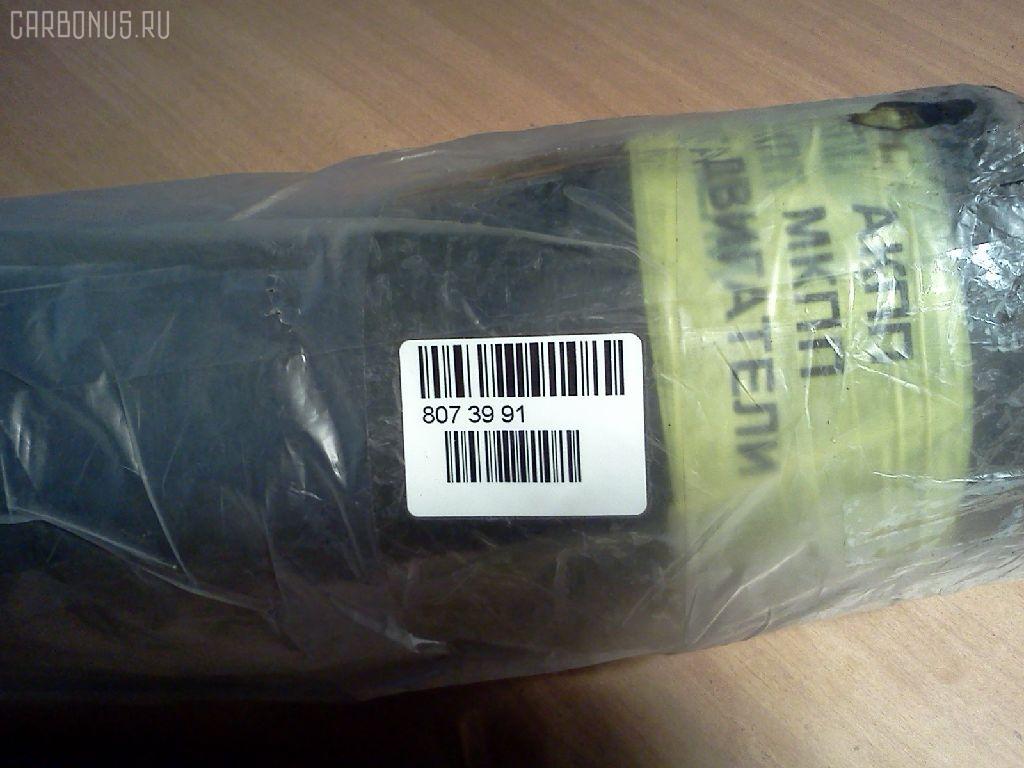 CARBONUS.RU
807 39 91
АКПП
МКПП
ДВИГАТЕЛИ